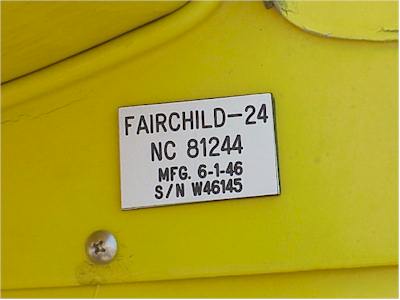 FAIRCHILD-24
NC 81244
MFG. 6-1-46
S/N W46145